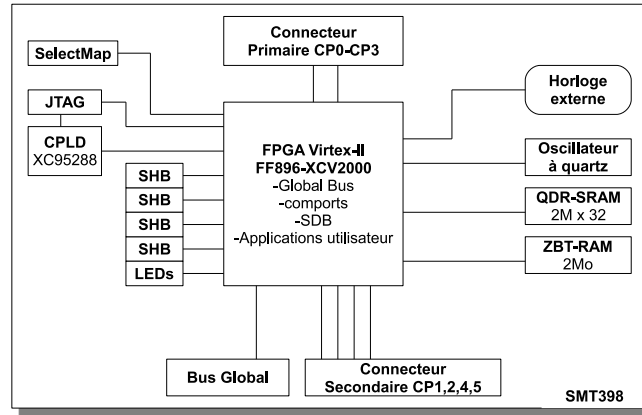 Connecteur
Primaire CP0-CP3
SelectMap
JTAG
CPLD
XC95288
SHB
SHB
SHB
SHB
LEDs
FPGA Virtex-II
FF896-XCV2000
-Global Bus
-comports
-SDB
-Applications utilisateur
Horloge
externe
Oscillateur
à quartz
QDR-SRAM
2M x 32
ZBT-RAM
2Mo
Bus Global
Connecteur
Secondaire CP1,2,4,5
SMT398